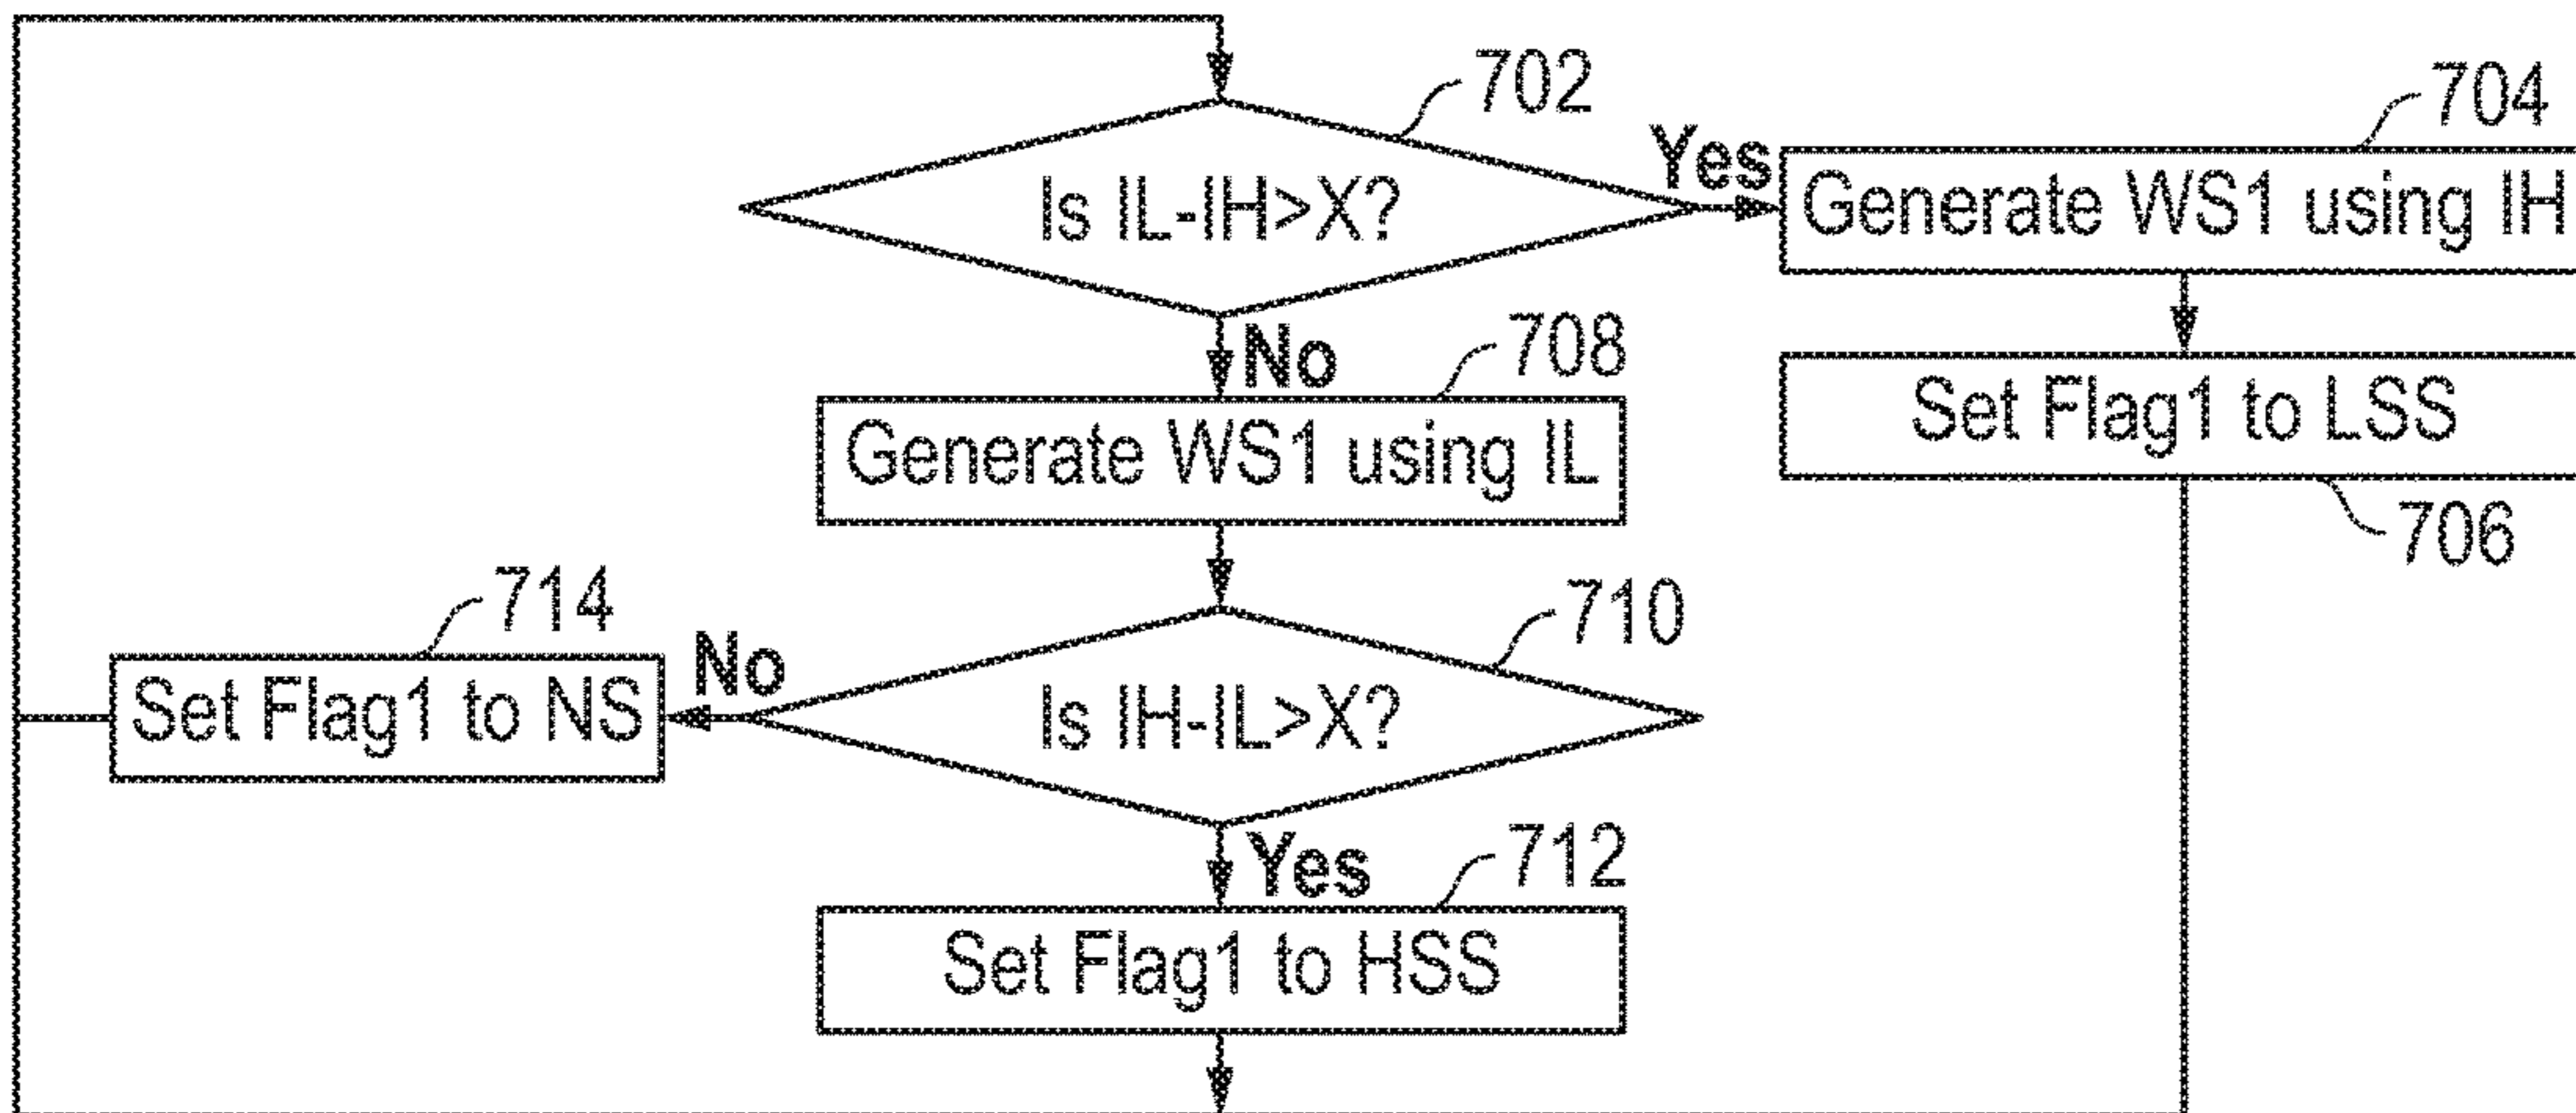 702
Is IL-IH>X?
Yes
704
Generate WS1 using IH
No
708
Generate WS1 using IL
Set Flag1 to LSS
706
714
Set Flag1 to NS
No
710
Is IH-IL>X?
Yes
712
Set Flag1 to HSS